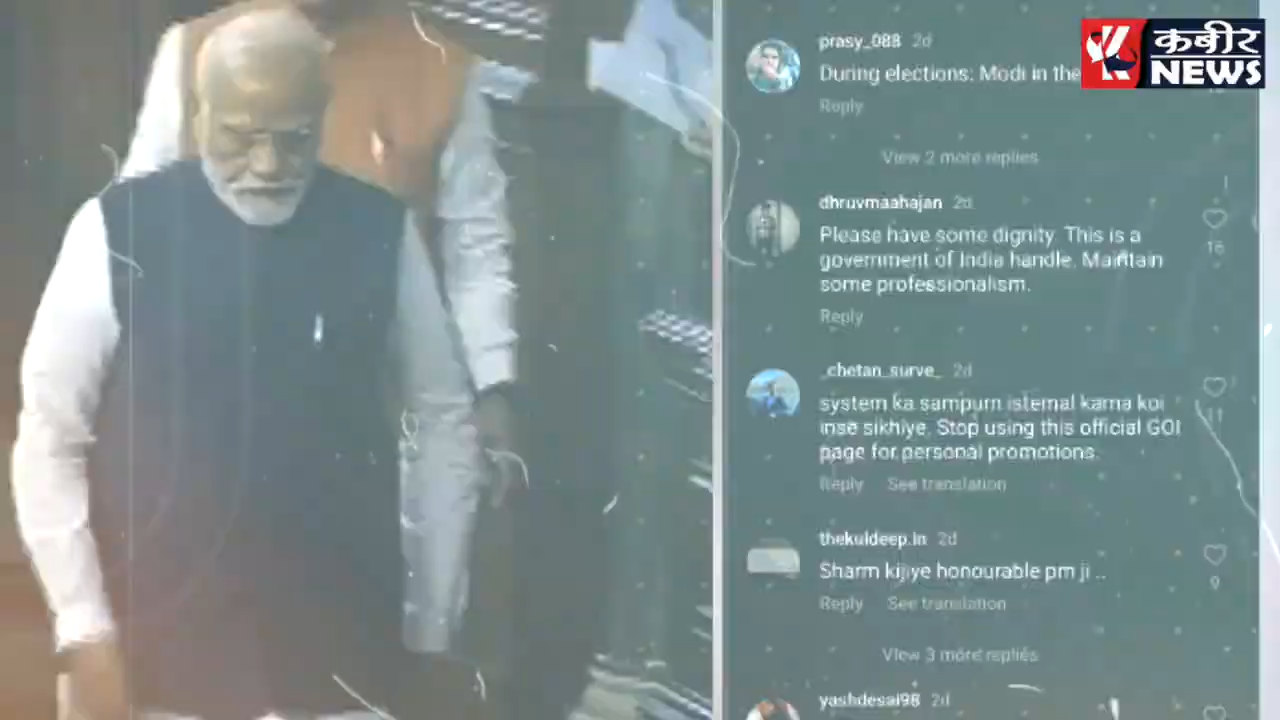 कबीर
NEWS
prasy_088 2d
During elections: Modi in the
Reply
View 2 more replies
dhruvmaahajan 2d
Please have some dignity. This is a
government of India handle. Maintain
some professionalism.
16
Reply
_chetan_surve_ 2d
system ka sampurn istemal karna koi
inse sikhiye. Stop using this official GOI
page for personal promotions.
11
Reply See translation
thekuldeep.in 2d
Sharm kijiye honourable pm ji ..
9
Reply See translation
View 3 more replies
yashdesai98 2d